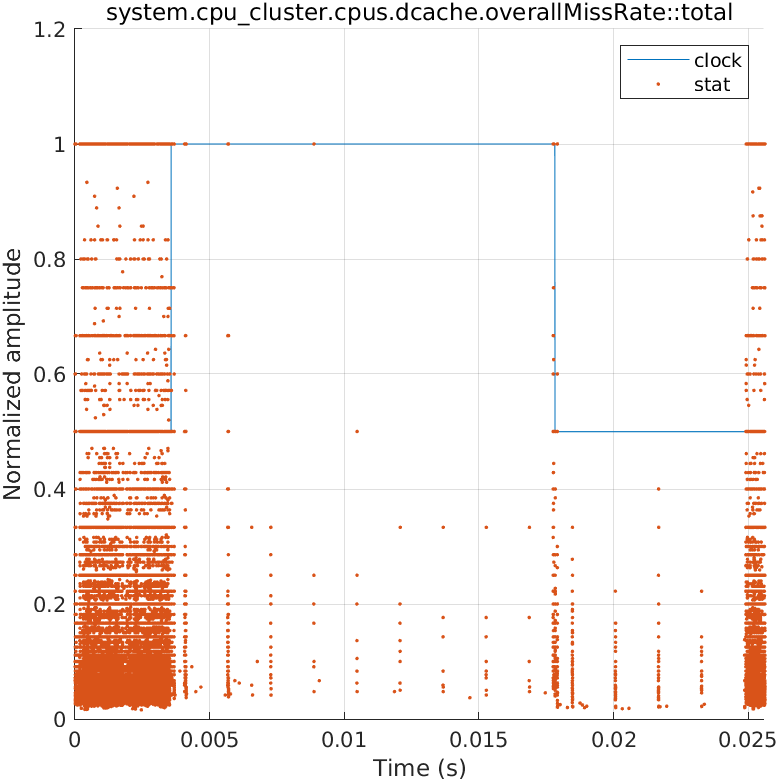 system.cpu_cluster.cpus.dcache.overallMissRate::total
1.2
1
0.8
0.6
0.4
0.2
0
Normalized amplitude
clock
stat
0 0.005 0.01 0.015 0.02 0.025
Time (s)